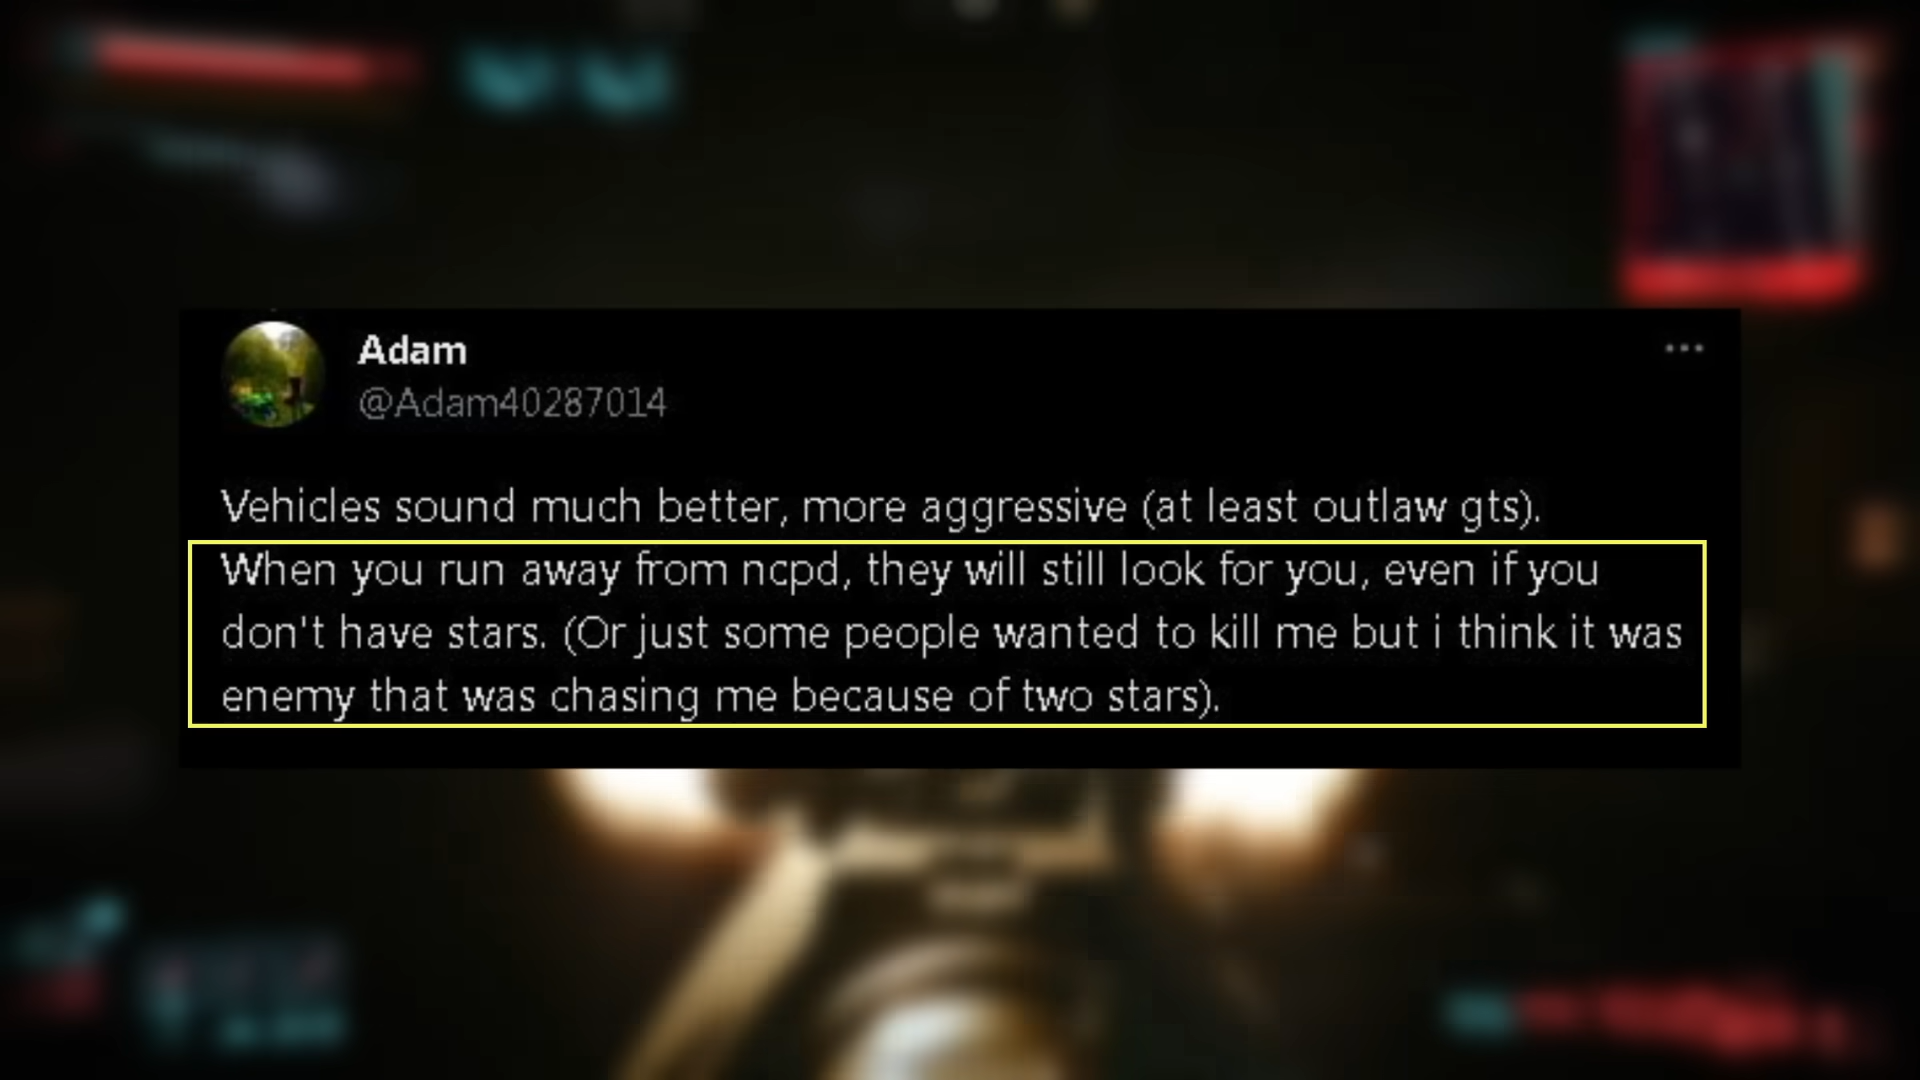 Adam
@Adam40287014
Vehicles sound much better, more aggressive (at least outlaw gts).
When you run away from ncpd, they will still look for you, even if you
don't have stars. (Or just some people wanted to kill me but i think it was
enemy that was chasing me because of two stars).